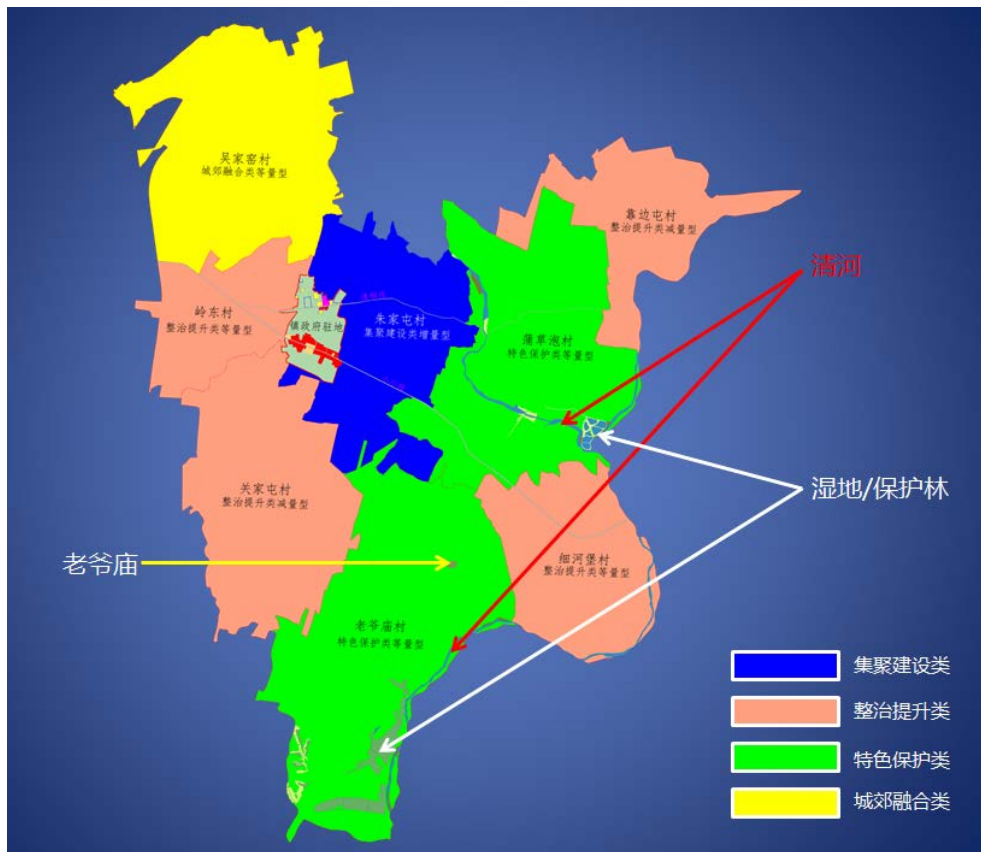 吴家窑村
城郊融合类等量型
靠边屯村
整治提升类减量型
清河
岭东村
整治提升类等量型
镇政府驻地
朱家屯村
集聚建设类增量型
蒲草泡村
特色保护类等量型
关家屯村
整治提升类减量型
湿地/保护林
老爷庙
细河堡村
整治提升类等量型
老爷庙村
特色保护类等量型
集聚建设类
整治提升类
特色保护类
城郊融合类